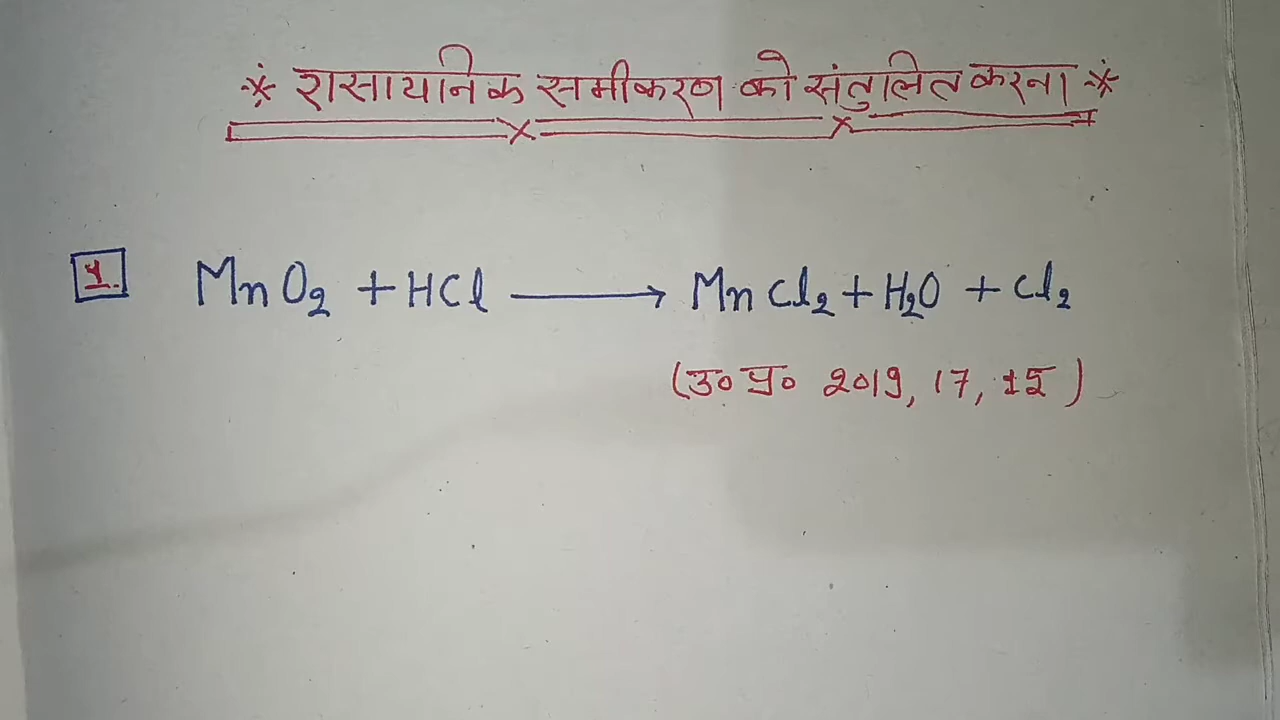 * रासायनिक समीकरण को संतुलित करना *
1. MnO₂ + HCl ⟶ MnCl₂ + H₂O + Cl₂
(उ० प्र० 2019, 17, 15)